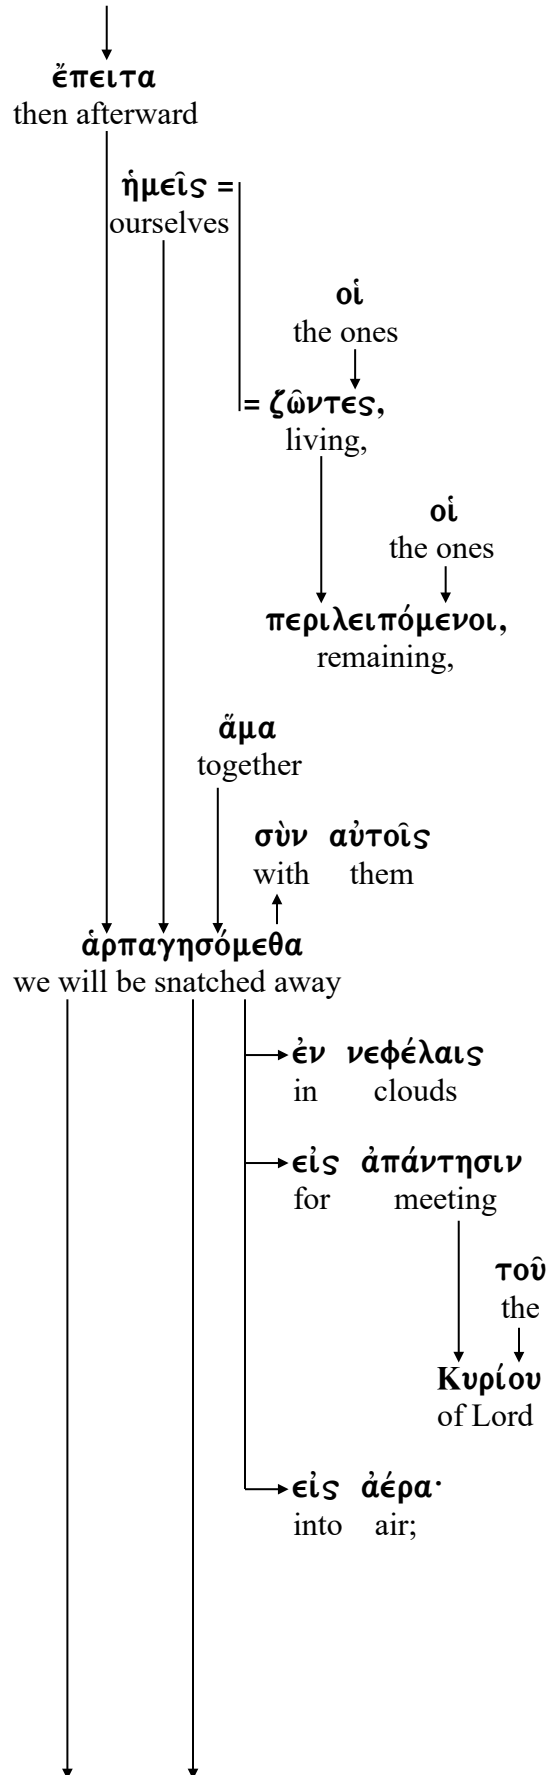 ἔπειτα
then afterward
ἡμεῖς =
ourselves
οἱ
the ones
= ζῶντες,
living,
οἱ
the ones
περιλειπόμενοι,
remaining,
ἅμα
together
σὺν αὐτοῖς
with them
ἁρπαγησόμεθα
we will be snatched away
ἐν νεφέλαις
in clouds
εἰς ἀπάντησιν
for meeting
τοῦ
the
Κυρίου
of Lord
εἰς ἀέρα·
into air;